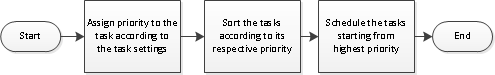 Start
Assign priority to the
task according to
the task settings
Sort the tasks
according to its
respective priority
Schedule the tasks
starting from
highest priority
End